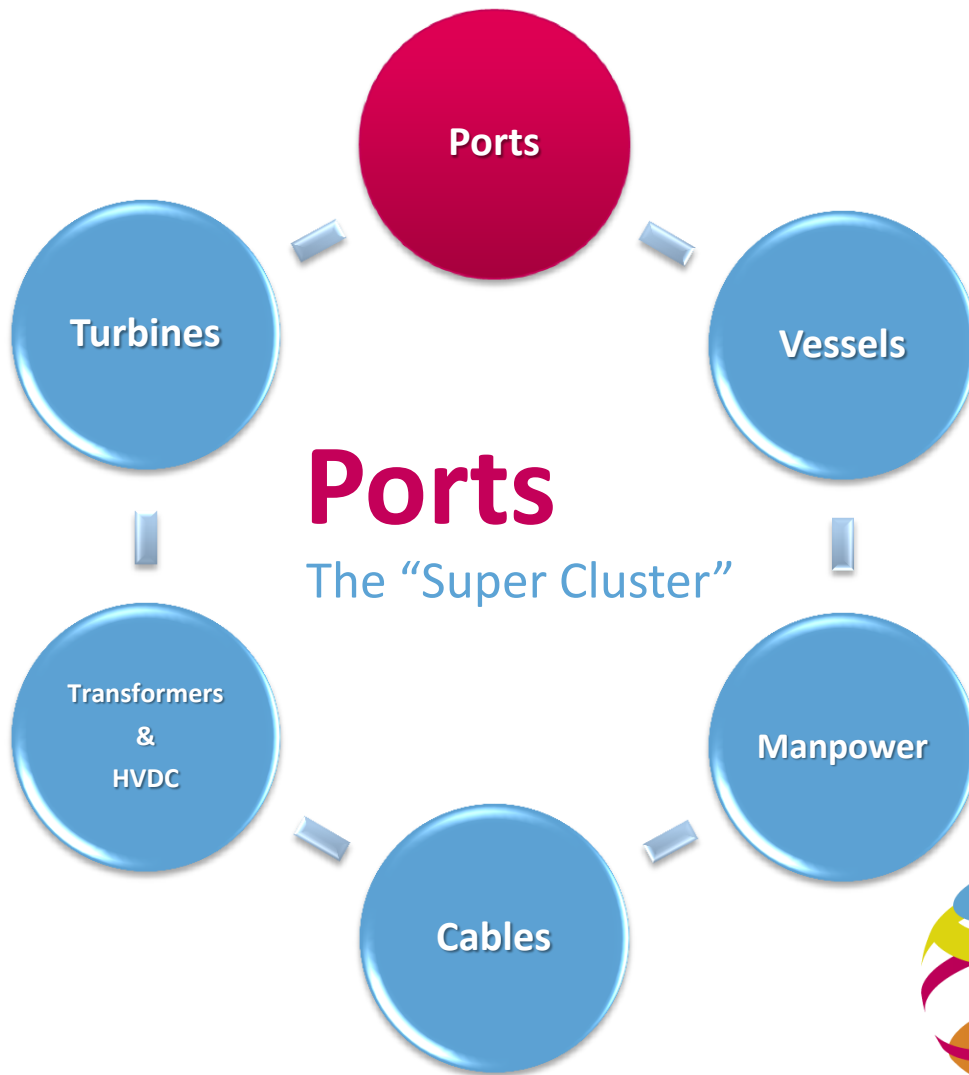 Ports
Turbines
Vessels
Ports
The “Super Cluster”
Transformers
&
HVDC
Manpower
Cables